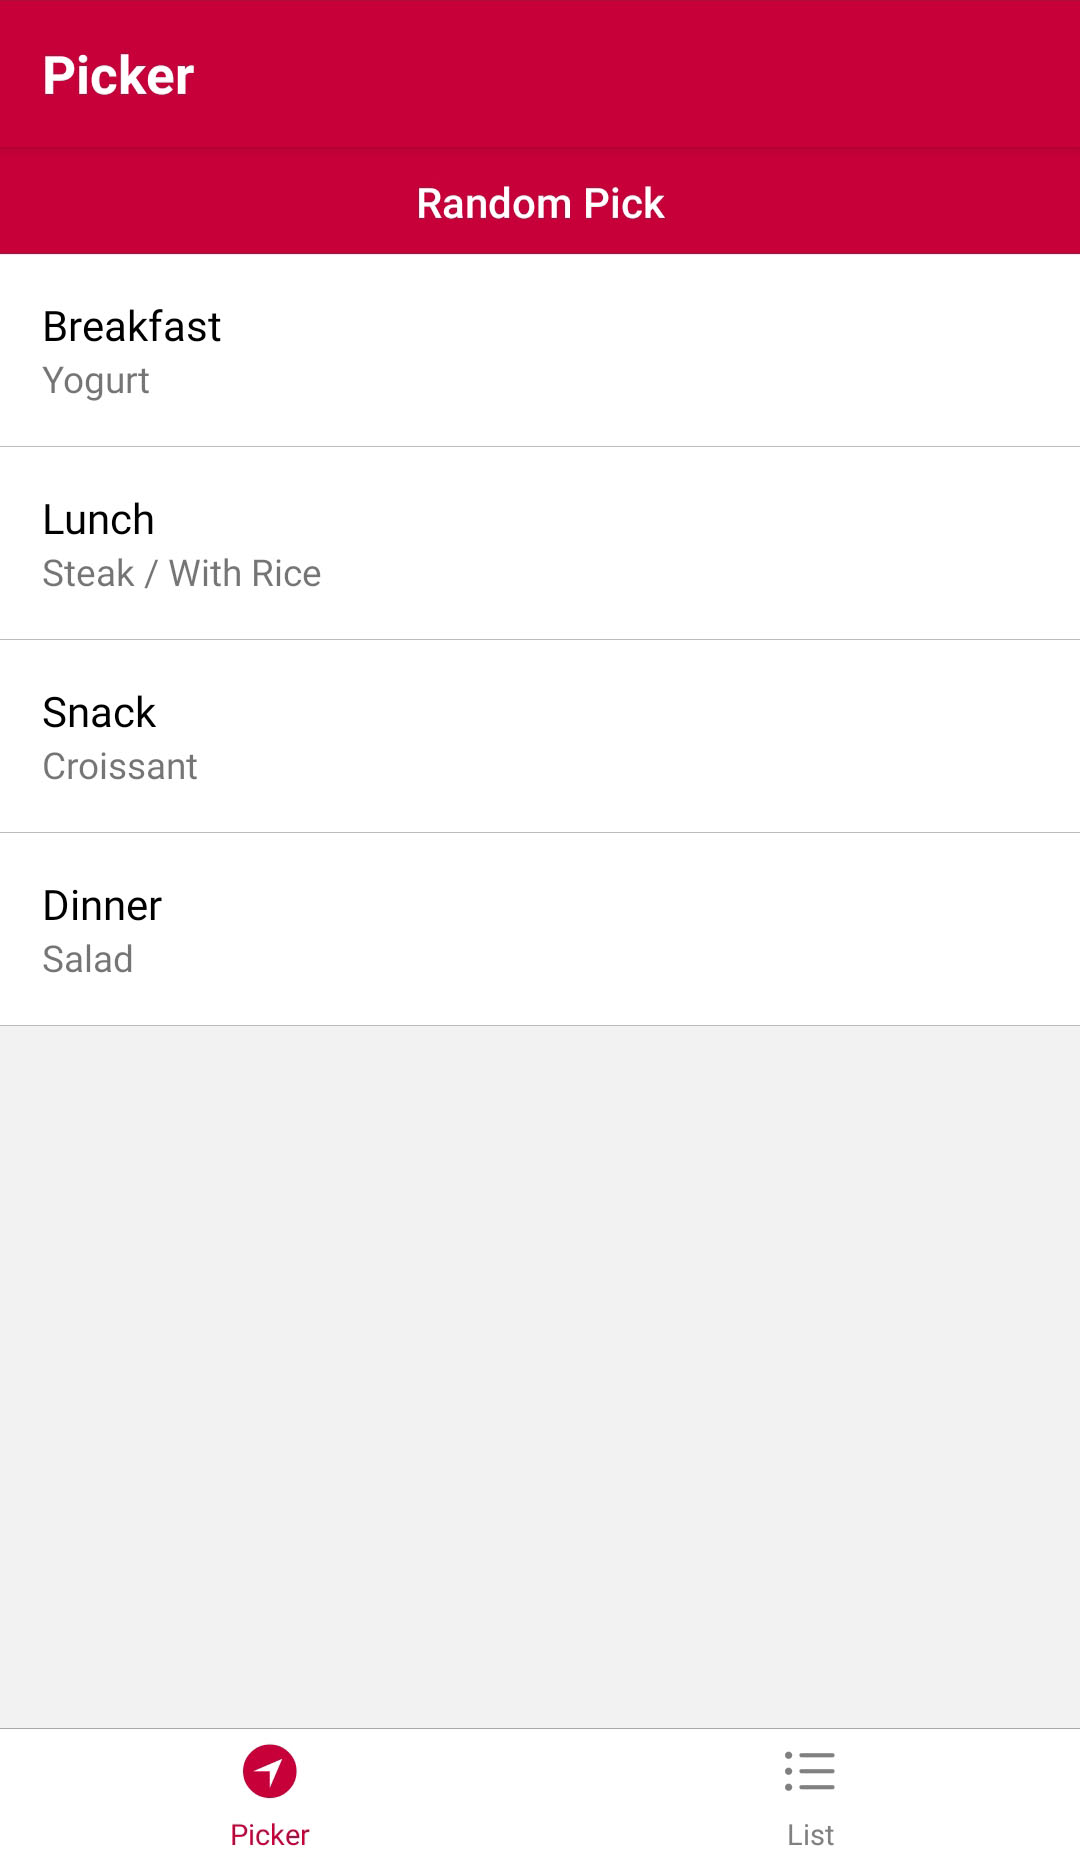 Picker
Random Pick
Breakfast
Yogurt
Lunch
Steak / With Rice
Snack
Croissant
Dinner
Salad
Picker
List